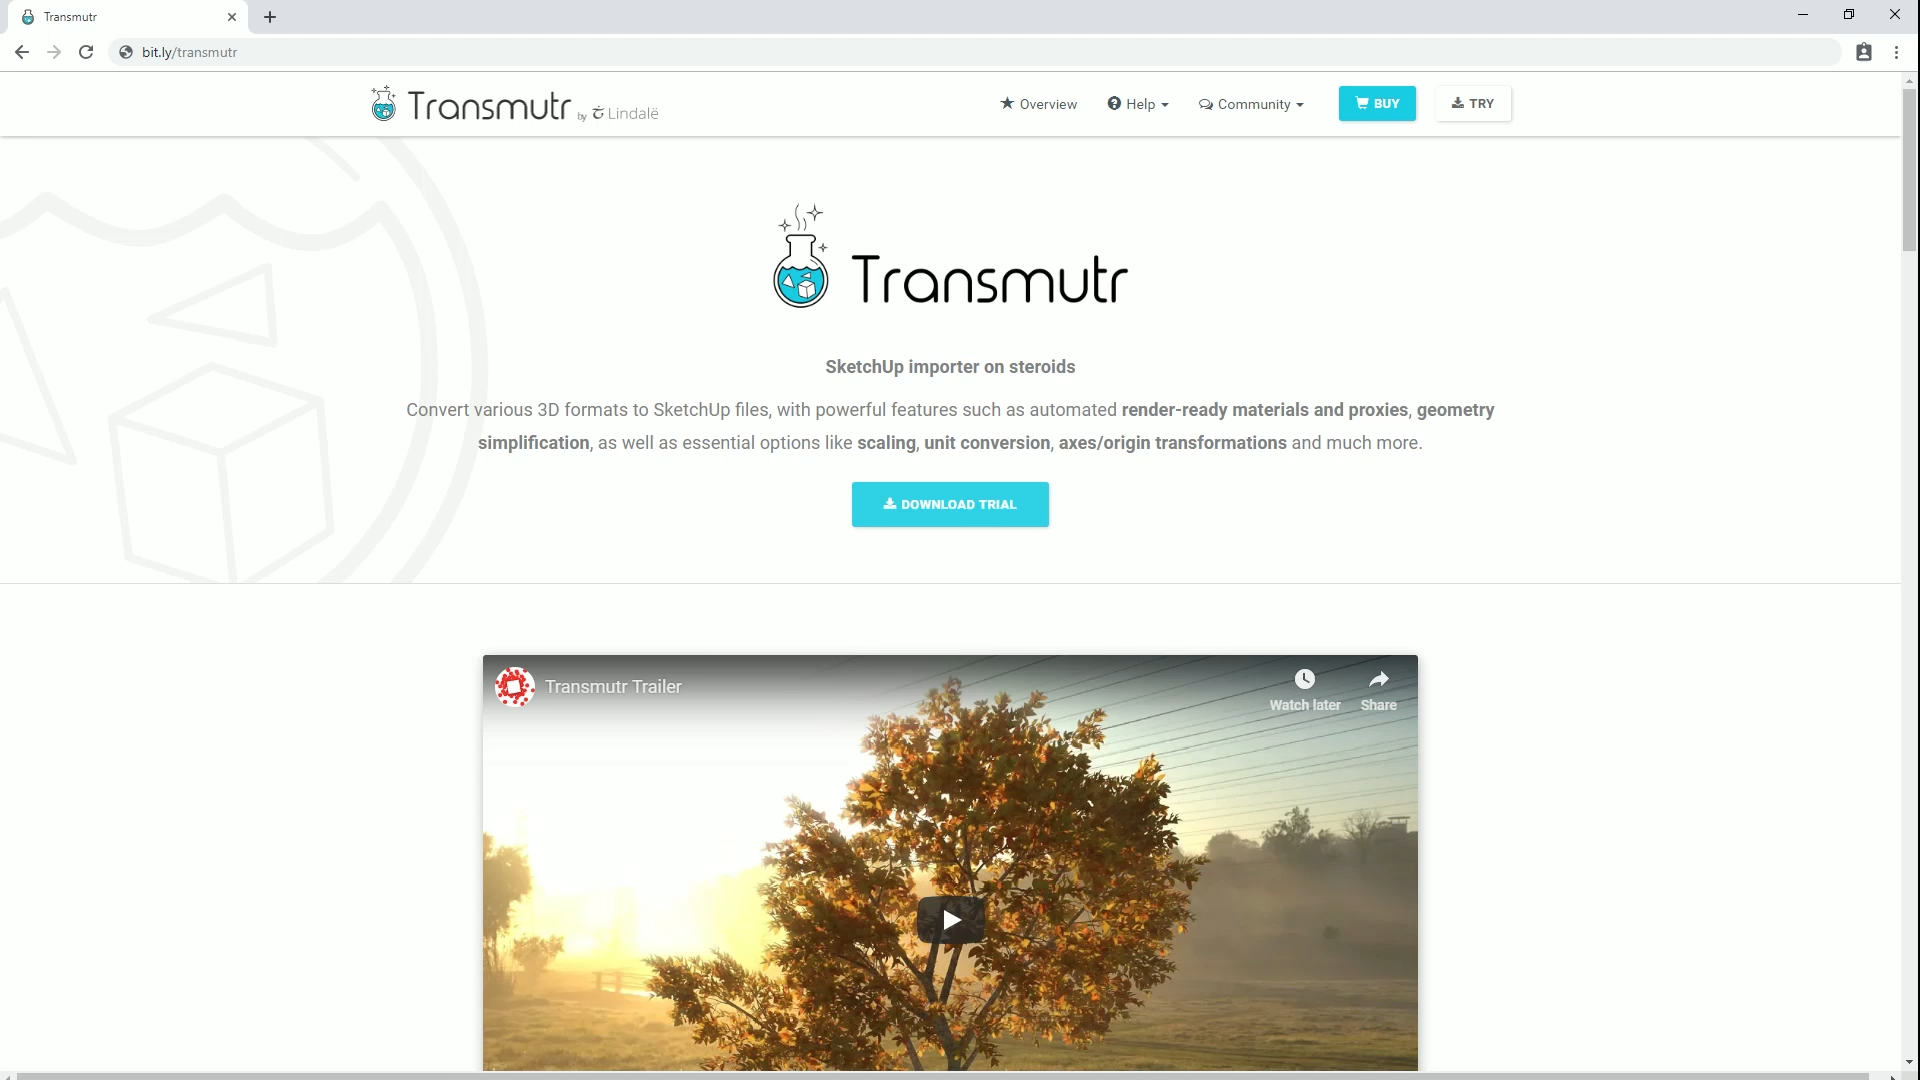 Transmutr
bit.ly/transmutr
Transmutr by Lindalë
Overview
Help
Community
BUY
TRY
Transmutr
SketchUp importer on steroids
Convert various 3D formats to SketchUp files, with powerful features such as automated render-ready materials and proxies, geometry
simplification, as well as essential options like scaling, unit conversion, axes/origin transformations and much more.
DOWNLOAD TRIAL
Transmutr Trailer
Watch later
Share